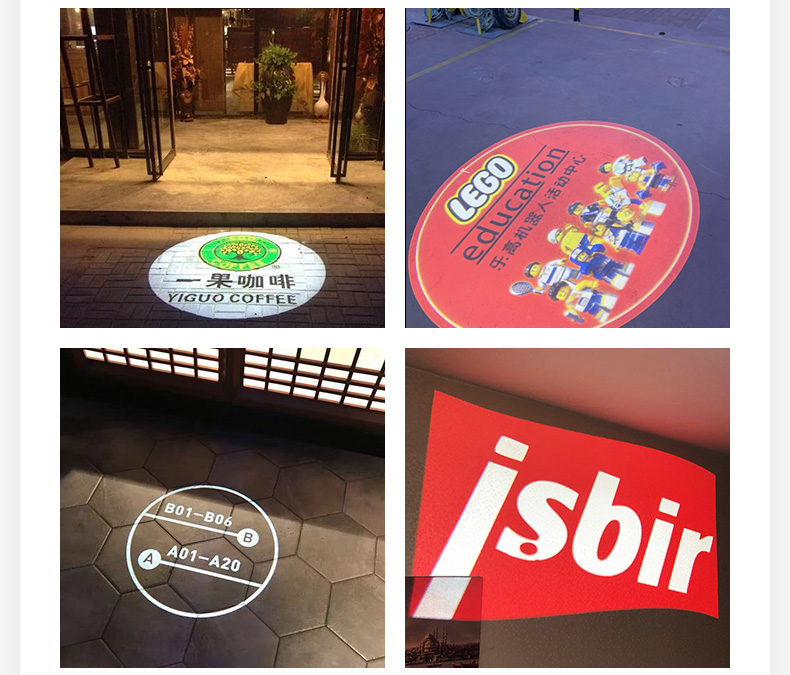 COFFEE
®
一果咖啡
YIGUO COFFEE
LEGO
education
乐高机器人活动中心
B01-B06
B
A
A01-A20
isbir